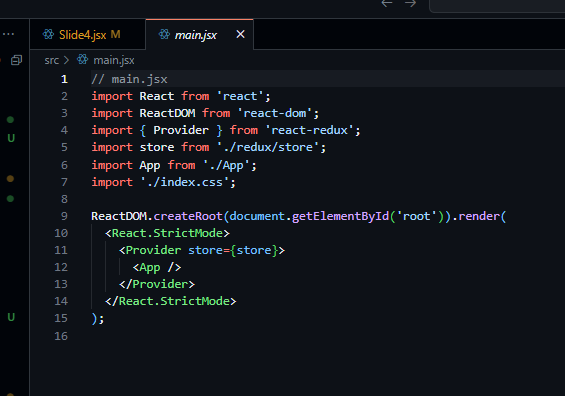 Slide4.jsx M
main.jsx
src > main.jsx
1 // main.jsx
2 import React from 'react';
3 import ReactDOM from 'react-dom';
4 import { Provider } from 'react-redux';
5 import store from './redux/store';
6 import App from './App';
7 import './index.css';
8
9 ReactDOM.createRoot(document.getElementById('root')).render(
10   <React.StrictMode>
11     <Provider store={store}>
12       <App />
13     </Provider>
14   </React.StrictMode>
15 );
16
U
U